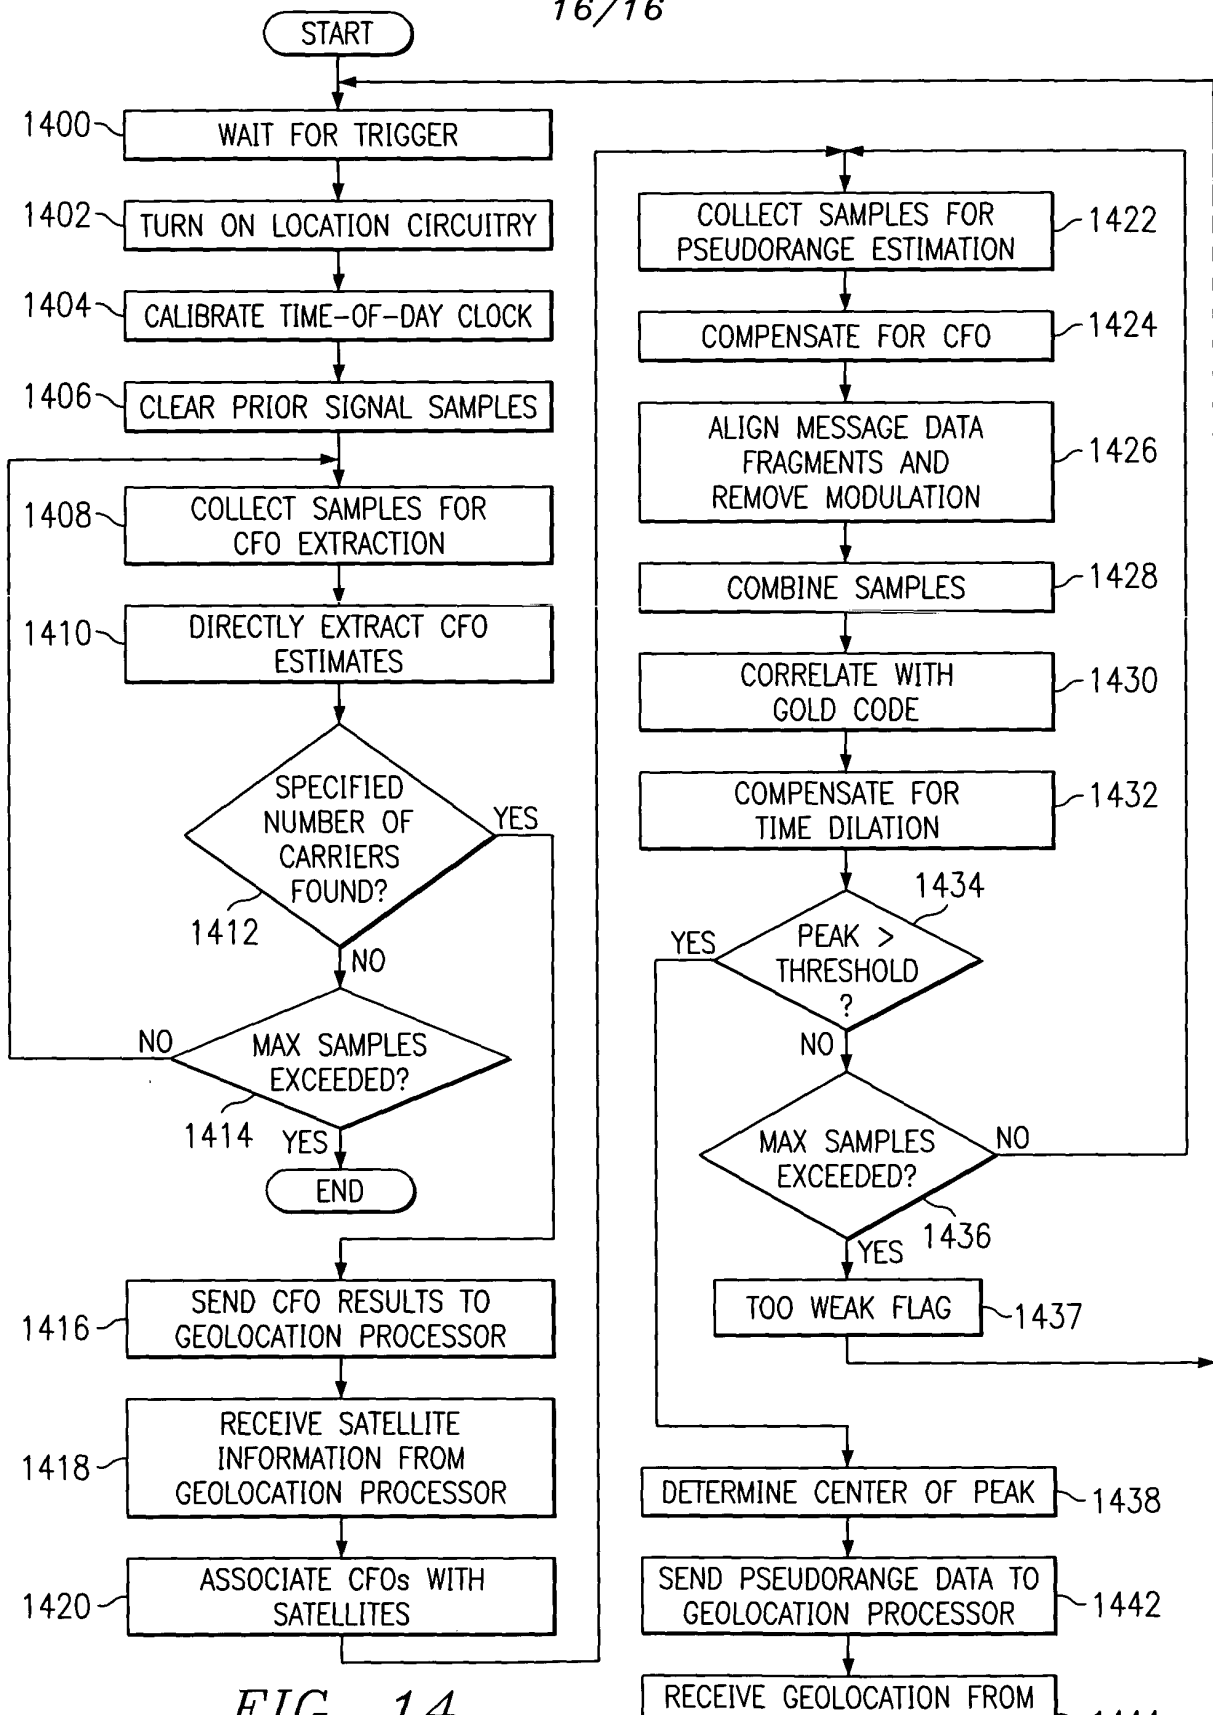 16/16
START
1400
WAIT FOR TRIGGER
1402
TURN ON LOCATION CIRCUITRY
1404
CALIBRATE TIME-OF-DAY CLOCK
1406
CLEAR PRIOR SIGNAL SAMPLES
1408
COLLECT SAMPLES FOR
CFO EXTRACTION
1410
DIRECTLY EXTRACT CFO
ESTIMATES
SPECIFIED
NUMBER OF
CARRIERS
FOUND?
YES
1412
NO
MAX SAMPLES
EXCEEDED?
NO
1414
YES
END
1416
SEND CFO RESULTS TO
GEOLOCATION PROCESSOR
1418
RECEIVE SATELLITE
INFORMATION FROM
GEOLOCATION PROCESSOR
1420
ASSOCIATE CFOs WITH
SATELLITES
FIG. 14
COLLECT SAMPLES FOR
PSEUDORANGE ESTIMATION
1422
COMPENSATE FOR CFO
1424
ALIGN MESSAGE DATA
FRAGMENTS AND
REMOVE MODULATION
1426
COMBINE SAMPLES
1428
CORRELATE WITH
GOLD CODE
1430
COMPENSATE FOR
TIME DILATION
1432
1434
YES
PEAK >
THRESHOLD
?
NO
MAX SAMPLES
EXCEEDED?
NO
1436
YES
TOO WEAK FLAG
1437
DETERMINE CENTER OF PEAK
1438
SEND PSEUDORANGE DATA TO
GEOLOCATION PROCESSOR
1442
RECEIVE GEOLOCATION FROM